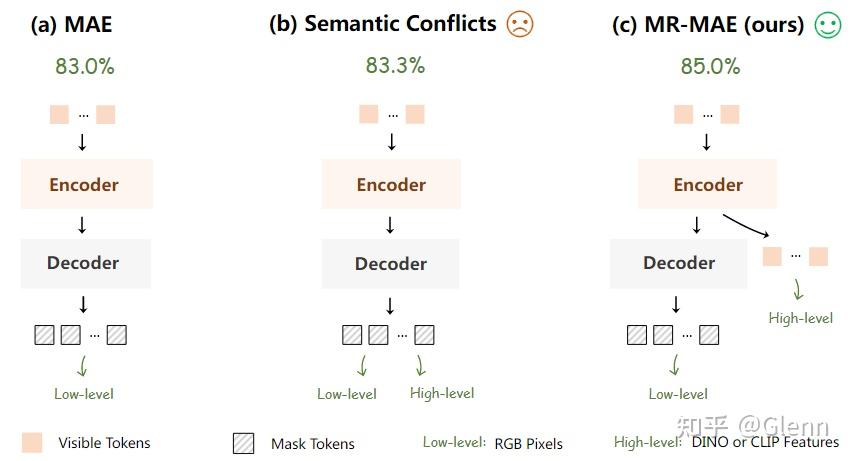 (a) MAE
(b) Semantic Conflicts
(c) MR-MAE (ours)
83.0%
83.3%
85.0%
...
...
...
Encoder
Encoder
Encoder
Decoder
Decoder
Decoder
...
High-level
...
...
...
Low-level
Low-level
High-level
Low-level
Visible Tokens
Mask Tokens
Low-level: RGB Pixels
High-level: DINO or CLIP Features
知乎 @Glenn